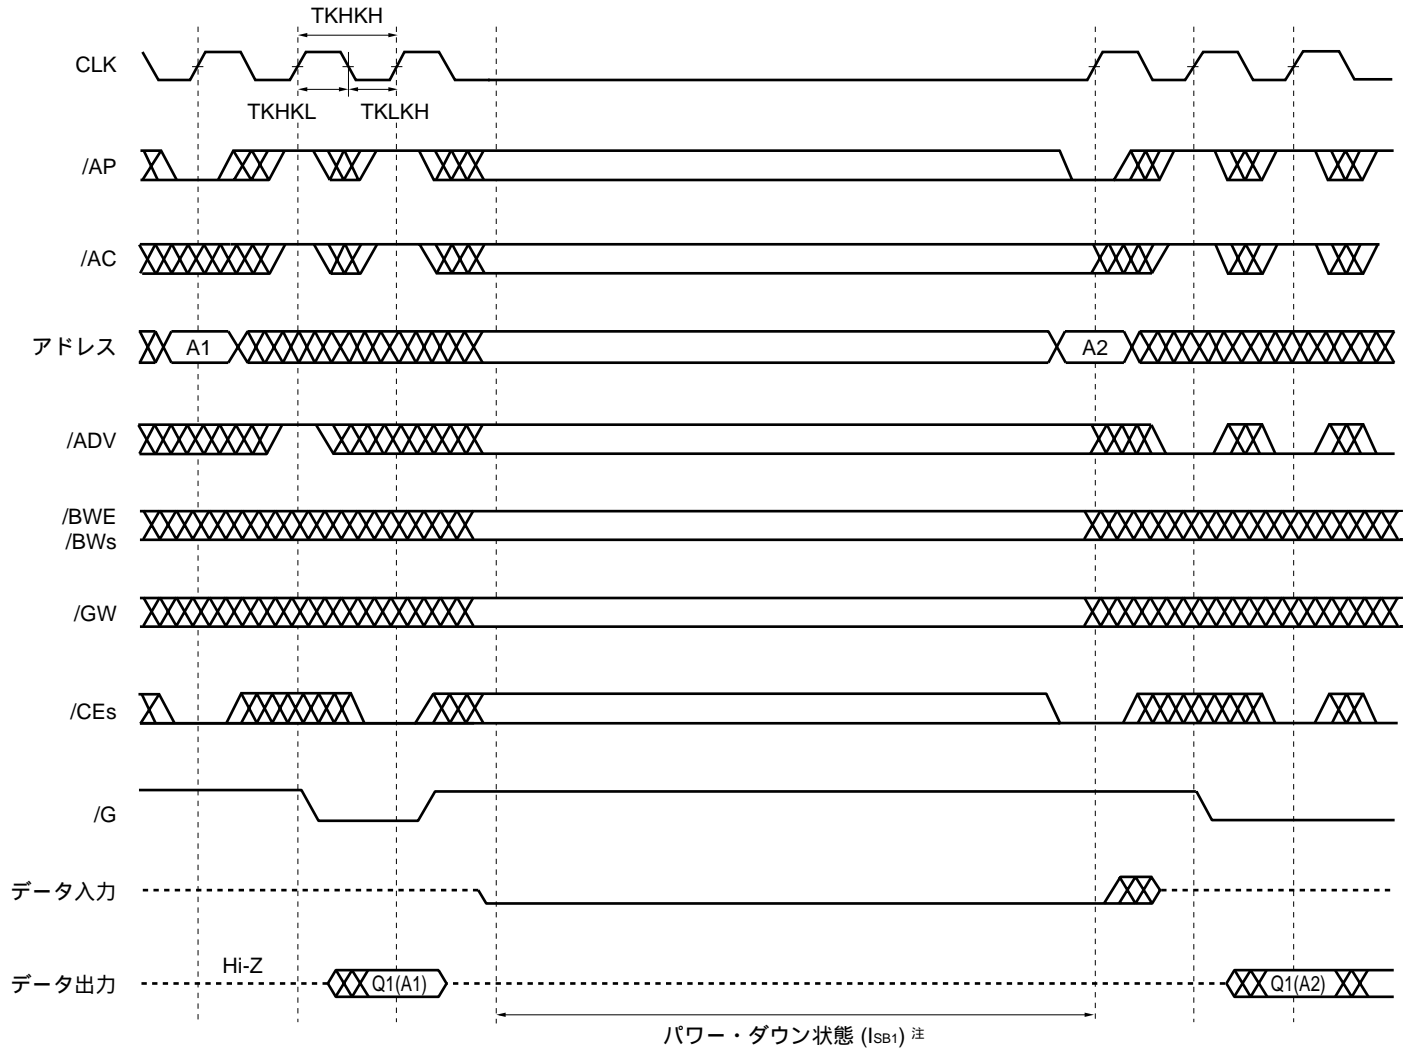 TKHKH
CLK
TKHKL
TKLKH
/AP
/AC
アドレス
A1
A2
/ADV
/BWE
/BWs
/GW
/CEs
/G
データ入力
Hi-Z
データ出力
Q1(A1)
Q1(A2)
パワー・ダウン状態 (ISB1) 注